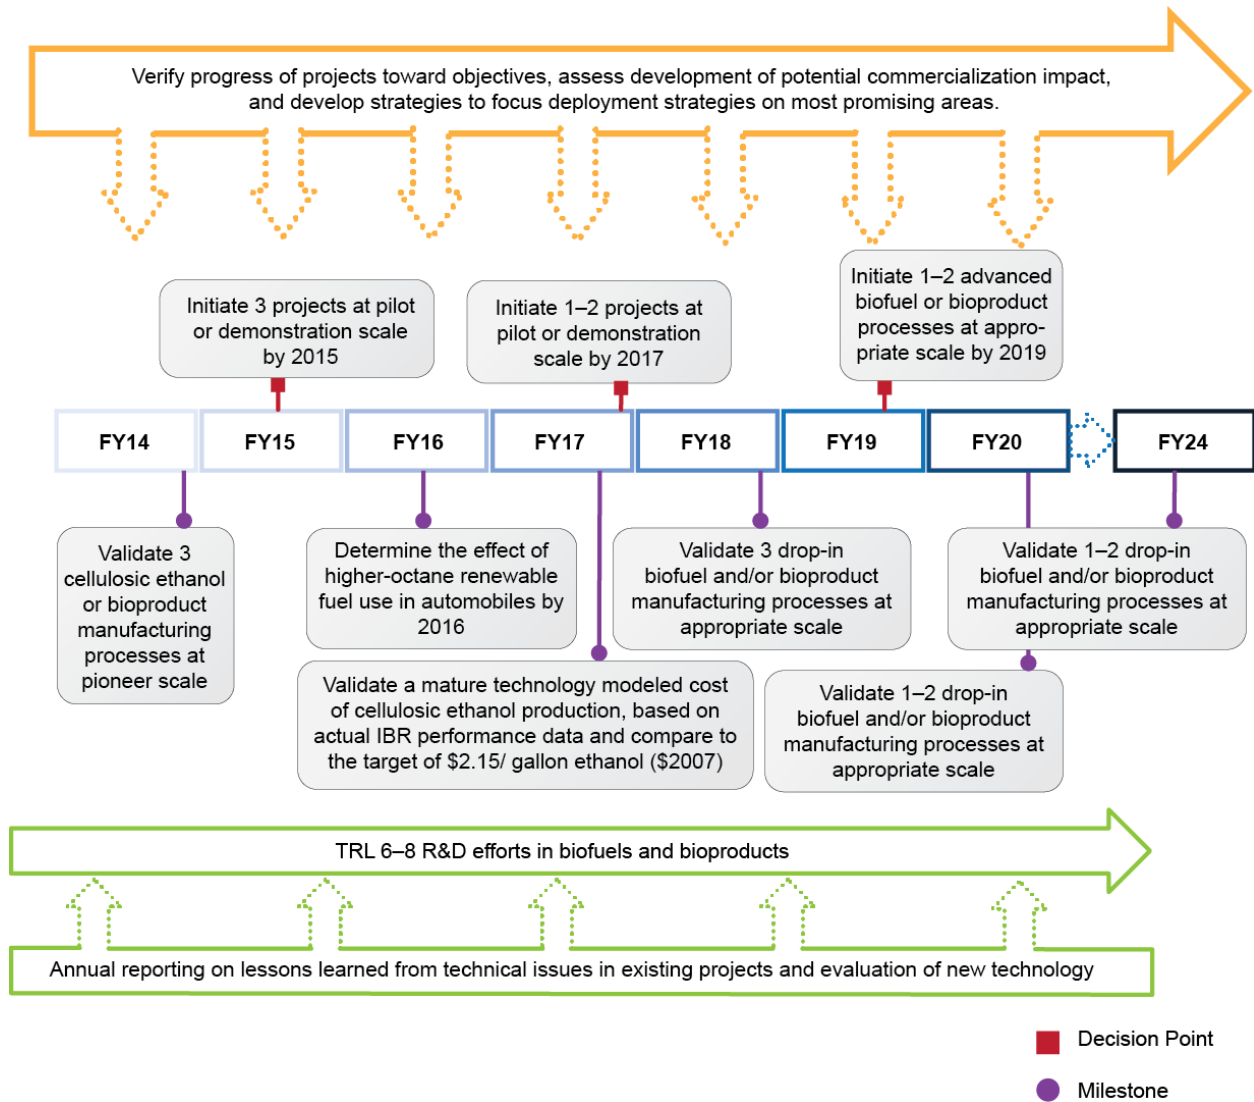 Verify progress of projects toward objectives, assess development of potential commercialization impact,
and develop strategies to focus deployment strategies on most promising areas.
Initiate 3 projects at pilot
or demonstration scale
by 2015
Initiate 1–2 projects at
pilot or demonstration
scale by 2017
Initiate 1–2 advanced
biofuel or bioproduct
processes at appro-
priate scale by 2019
FY14
FY15
FY16
FY17
FY18
FY19
FY20
FY24
Validate 3
cellulosic ethanol
or bioproduct
manufacturing
processes at
pioneer scale
Determine the effect of
higher-octane renewable
fuel use in automobiles by
2016
Validate a mature technology modeled cost
of cellulosic ethanol production, based on
actual IBR performance data and compare to
the target of $2.15/ gallon ethanol ($2007)
Validate 3 drop-in
biofuel and/or bioproduct
manufacturing processes at
appropriate scale
Validate 1–2 drop-in
biofuel and/or bioproduct
manufacturing processes at
appropriate scale
Validate 1–2 drop-in
biofuel and/or bioproduct
manufacturing processes at
appropriate scale
TRL 6–8 R&D efforts in biofuels and bioproducts
Annual reporting on lessons learned from technical issues in existing projects and evaluation of new technology
Decision Point
Milestone